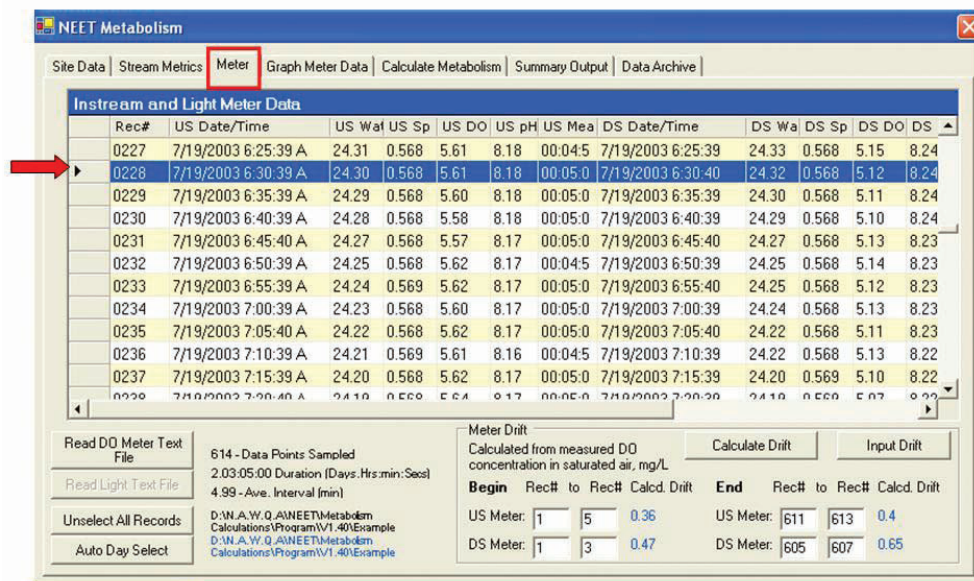 NEET Metabolism
Site Data Stream Metrics Meter Graph Meter Data Calculate Metabolism Summary Output Data Archive
Instream and Light Meter Data
Rec# US Date/Time US Wat US Sp US DO US pH US Mea DS Date/Time DS Wa DS Sp DS DO DS
0227 7/19/2003 6:25:39 A 24.31 0.568 5.61 8.18 00:04:5 7/19/2003 6:25:39 24.33 0.568 5.15 8.24
0228 7/19/2003 6:30:39 A 24.30 0.568 5.61 8.18 00:05:0 7/19/2003 6:30:40 24.32 0.568 5.12 8.24
0229 7/19/2003 6:35:39 A 24.29 0.568 5.60 8.18 00:05:0 7/19/2003 6:35:39 24.30 0.568 5.11 8.24
0230 7/19/2003 6:40:39 A 24.28 0.568 5.58 8.18 00:05:0 7/19/2003 6:40:39 24.29 0.568 5.10 8.24
0231 7/19/2003 6:45:40 A 24.27 0.568 5.57 8.17 00:05:0 7/19/2003 6:45:40 24.27 0.568 5.13 8.23
0232 7/19/2003 6:50:39 A 24.25 0.568 5.62 8.17 00:04:5 7/19/2003 6:50:39 24.25 0.568 5.14 8.23
0233 7/19/2003 6:55:39 A 24.24 0.569 5.62 8.17 00:05:0 7/19/2003 6:55:40 24.25 0.568 5.12 8.23
0234 7/19/2003 7:00:39 A 24.23 0.568 5.60 8.17 00:05:0 7/19/2003 7:00:39 24.24 0.568 5.13 8.23
0235 7/19/2003 7:05:40 A 24.22 0.568 5.62 8.17 00:05:0 7/19/2003 7:05:40 24.22 0.568 5.11 8.23
0236 7/19/2003 7:10:39 A 24.21 0.569 5.61 8.16 00:04:5 7/19/2003 7:10:39 24.22 0.568 5.13 8.22
0237 7/19/2003 7:15:39 A 24.20 0.568 5.62 8.17 00:05:0 7/19/2003 7:15:39 24.20 0.569 5.10 8.22
Read DO Meter Text
File
Read Light Text File
Unselect All Records
Auto Day Select
614 - Data Points Sampled
2.03:05:00 Duration (Days.Hrs:min:Secs)
4.99 - Ave. Interval (min)
D:\N.A.W.Q.A\NEET\Metabolism
Calculations\Program\V1.40\Example
D:\N.A.W.Q.A\NEET\Metabolism
Calculations\Program\V1.40\Example
Meter Drift
Calculated from measured DO
concentration in saturated air, mg/L
Calculate Drift Input Drift
Begin Rec# to Rec# Calcd. Drift End Rec# to Rec# Calcd. Drift
US Meter: 1 5 0.36 US Meter: 611 613 0.4
DS Meter: 1 3 0.47 DS Meter: 605 607 0.65